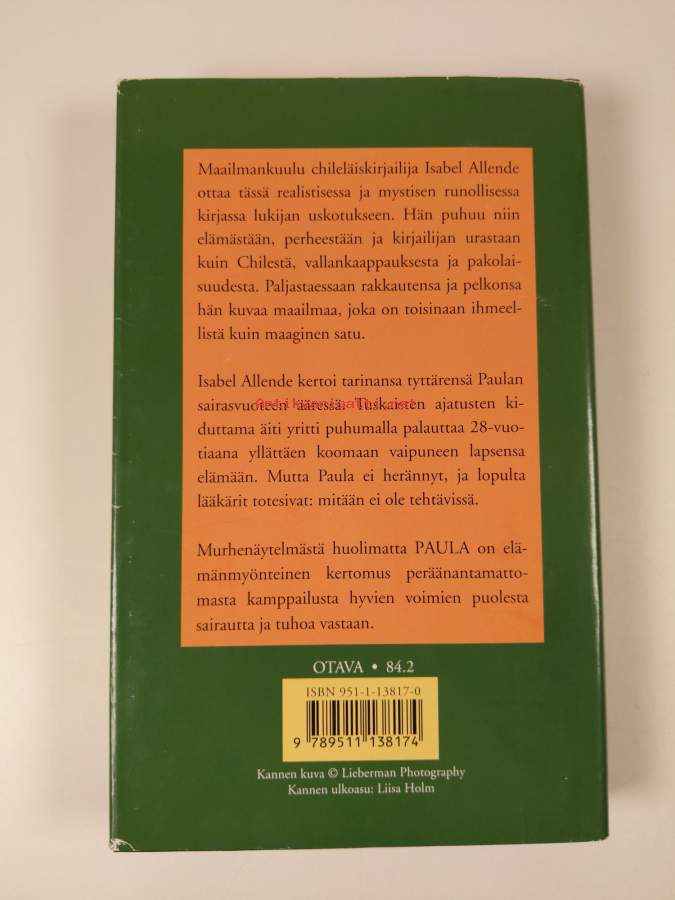 Maailmankuulu chileläiskirjailija Isabel Allende
ottaa tässä realistisessa ja mystisen runollisessa
kirjassa lukijan uskotukseen. Hän puhuu niin
elämästään, perheestään ja kirjailijan urastaan
kuin Chilestä, vallankaappauksesta ja pakolai-
suudesta. Paljastaessaan rakkautensa ja pelkonsa
hän kuvaa maailmaa, joka on toisinaan ihmeel-
listä kuin maaginen satu.
Isabel Allende kertoi tarinansa tyttärensä Paulan
sairasvuoteen ääressä. Tuskaisten ajatusten ki-
duttama äiti yritti puhumalla palauttaa 28-vuo-
tiaana yllättäen koomaan vaipuneen lapsensa
elämään. Mutta Paula ei herännyt, ja lopulta
lääkärit totesivat: mitään ei ole tehtävissä.
Murhenäytelmästä huolimatta PAULA on elä-
mänmyönteinen kertomus peräänantamatto-
masta kamppailusta hyvien voimien puolesta
sairautta ja tuhoa vastaan.
OTAVA • 84.2
ISBN 951-1-13817-0
9 789511 138174
Kannen kuva © Lieberman Photography
Kannen ulkoasu: Liisa Holm